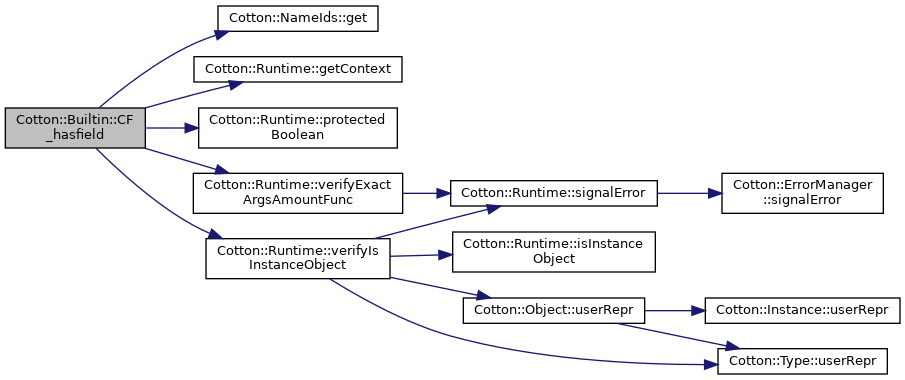 Cotton::Builtin::CF
_hasfield
Cotton::NameIds::get
Cotton::Runtime::getContext
Cotton::Runtime::protected
Boolean
Cotton::Runtime::verifyExact
ArgsAmountFunc
Cotton::Runtime::verifyIs
InstanceObject
Cotton::Runtime::signalError
Cotton::Runtime::isInstance
Object
Cotton::Object::userRepr
Cotton::ErrorManager
::signalError
Cotton::Instance::userRepr
Cotton::Type::userRepr